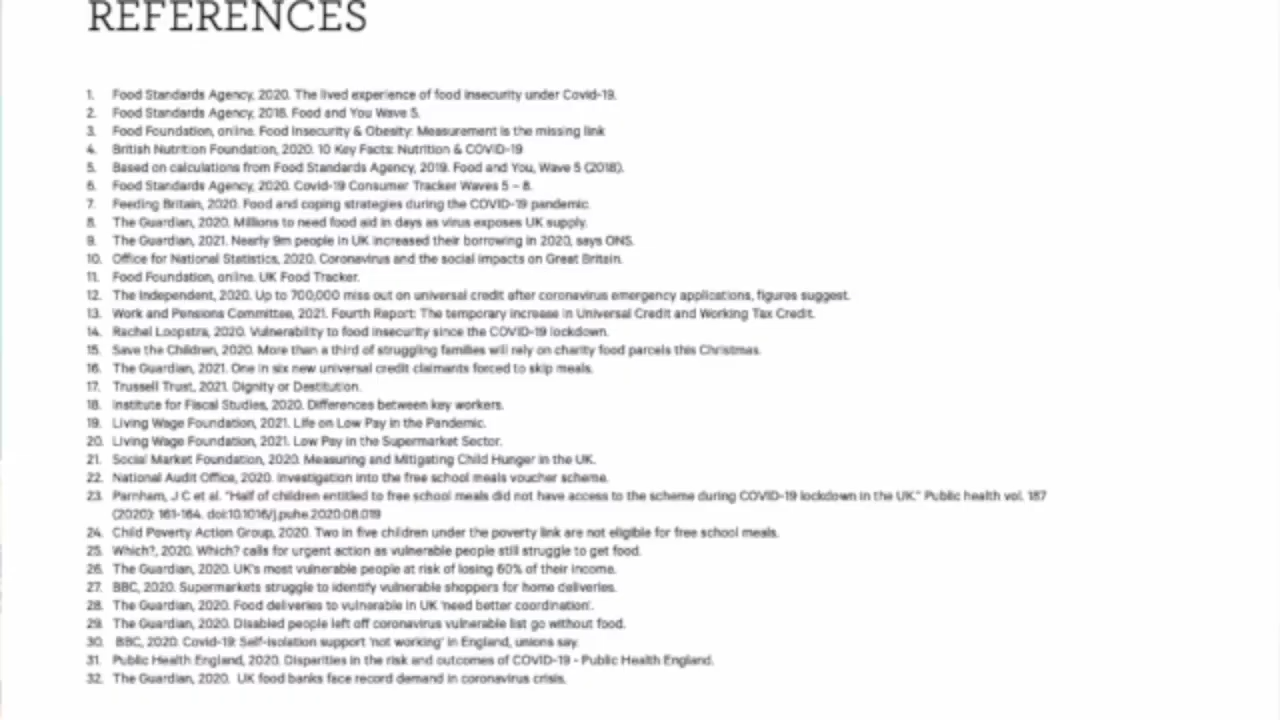 REFERENCES
1. Food Standards Agency, 2020. The lived experience of food insecurity under Covid-19.
2. Food Standards Agency, 2018. Food and You Wave 5.
3. Food Foundation, online. Food Insecurity & Obesity: Measurement is the missing link
4. British Nutrition Foundation, 2020. 10 Key Facts: Nutrition & COVID-19
5. Based on calculations from Food Standards Agency, 2019. Food and You, Wave 5 (2018).
6. Food Standards Agency, 2020. Covid-19 Consumer Tracker Waves 5 – 8.
7. Feeding Britain, 2020. Food and coping strategies during the COVID-19 pandemic.
8. The Guardian, 2020. Millions to need food aid in days as virus exposes UK supply.
9. The Guardian, 2021. Nearly 9m people in UK increased their borrowing in 2020, says ONS.
10. Office for National Statistics, 2020. Coronavirus and the social impacts on Great Britain.
11. Food Foundation, online. UK Food Tracker.
12. The Independent, 2020. Up to 700,000 miss out on universal credit after coronavirus emergency applications, figures suggest.
13. Work and Pensions Committee, 2021. Fourth Report: The temporary increase in Universal Credit and Working Tax Credit.
14. Rachel Loopstra, 2020. Vulnerability to food insecurity since the COVID-19 lockdown.
15. Save the Children, 2020. More than a third of struggling families will rely on charity food parcels this Christmas.
16. The Guardian, 2021. One in six new universal credit claimants forced to skip meals.
17. Trussell Trust, 2021. Dignity or Destitution.
18. Institute for Fiscal Studies, 2020. Differences between key workers.
19. Living Wage Foundation, 2021. Life on Low Pay in the Pandemic.
20. Living Wage Foundation, 2021. Low Pay in the Supermarket Sector.
21. Social Market Foundation, 2020. Measuring and Mitigating Child Hunger in the UK.
22. National Audit Office, 2020. Investigation into the free school meals voucher scheme.
23. Parnham, J C et al. "Half of children entitled to free school meals did not have access to the scheme during COVID-19 lockdown in the UK." Public health vol. 187
(2020): 161-164. doi:10.1016/j.puhe.2020.08.019
24. Child Poverty Action Group, 2020. Two in five children under the poverty link are not eligible for free school meals.
25. Which?, 2020. Which? calls for urgent action as vulnerable people still struggle to get food.
26. The Guardian, 2020. UK's most vulnerable people at risk of losing 60% of their income.
27. BBC, 2020. Supermarkets struggle to identify vulnerable shoppers for home deliveries.
28. The Guardian, 2020. Food deliveries to vulnerable in UK 'need better coordination'.
29. The Guardian, 2020. Disabled people left off coronavirus vulnerable list go without food.
30. BBC, 2020. Covid-19: Self-isolation support 'not working' in England, unions say.
31. Public Health England, 2020. Disparities in the risk and outcomes of COVID-19 - Public Health England.
32. The Guardian, 2020. UK food banks face record demand in coronavirus crisis.